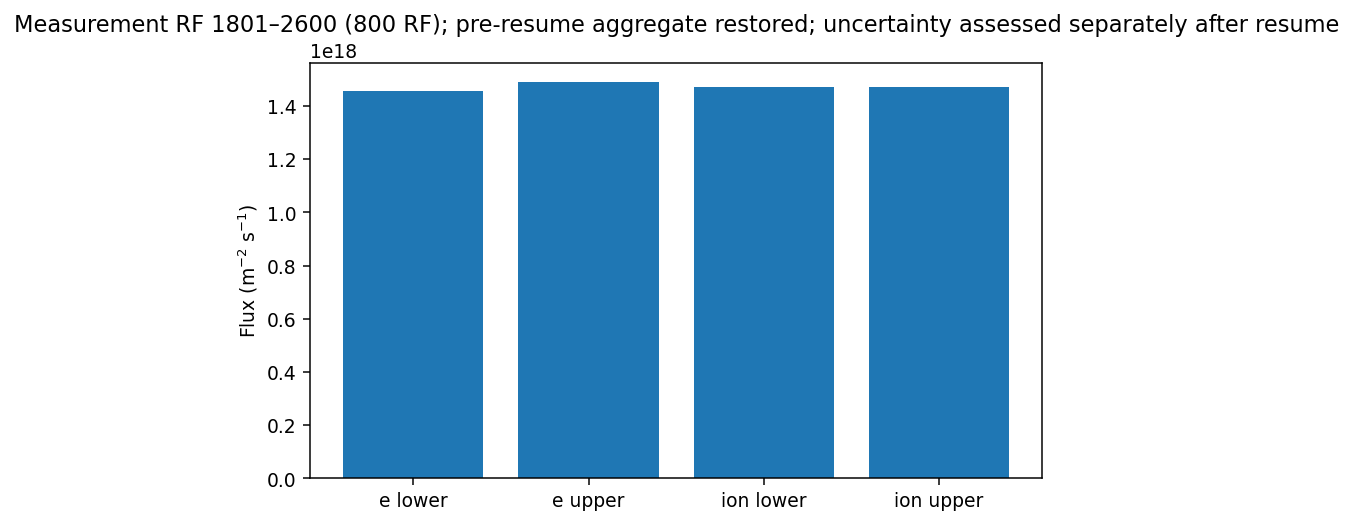 Measurement RF 1801–2600 (800 RF); pre-resume aggregate restored; uncertainty assessed separately after resume
1e18
1.4
1.2
1.0
0.8
0.6
0.4
0.2
0.0
Flux (m⁻² s⁻¹)
e lower
e upper
ion lower
ion upper